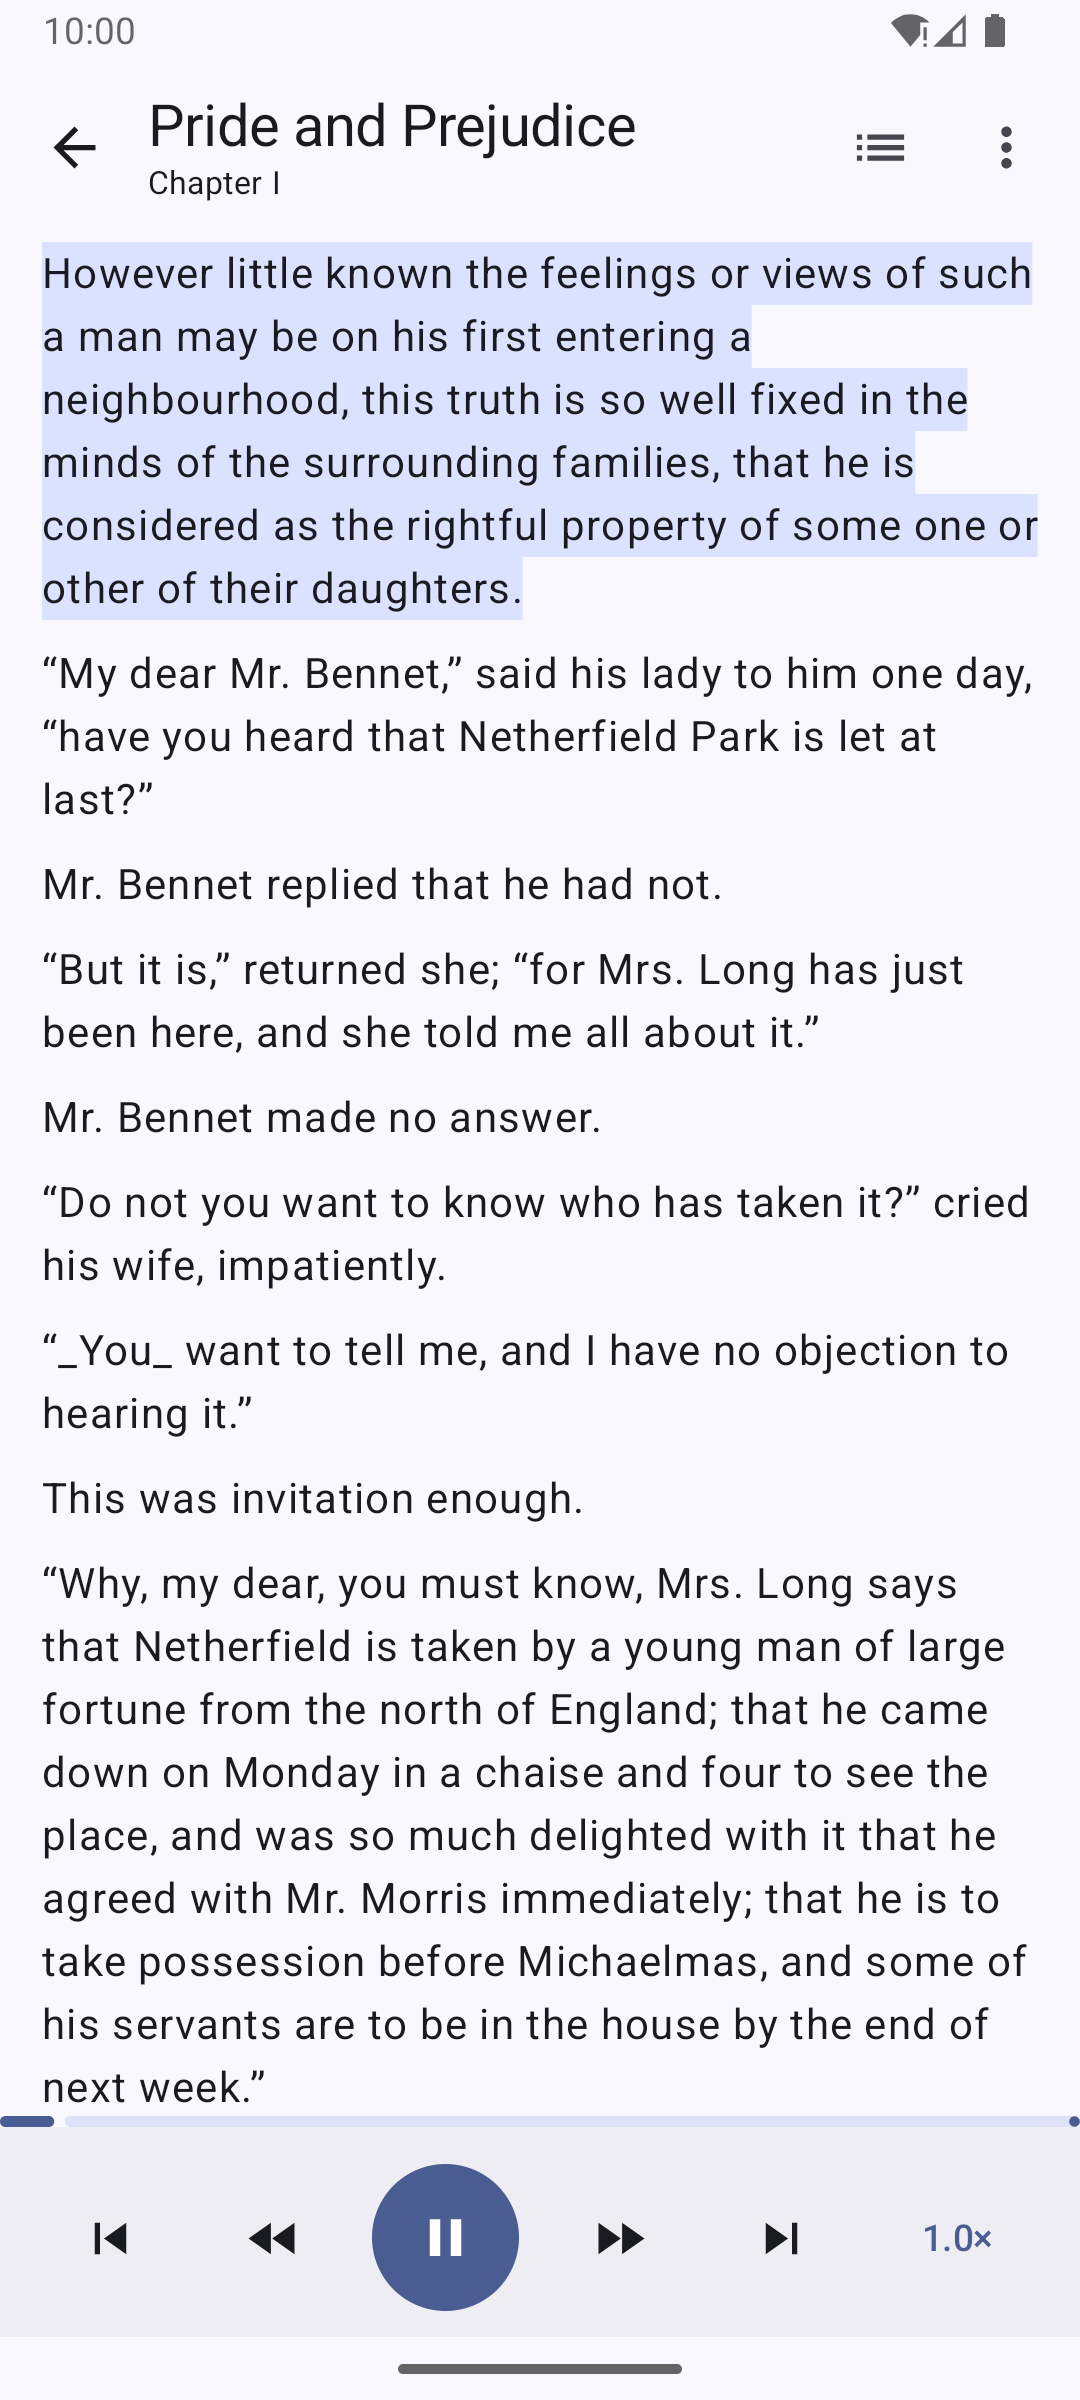 10:00
Pride and Prejudice
Chapter I
However little known the feelings or views of such
a man may be on his first entering a
neighbourhood, this truth is so well fixed in the
minds of the surrounding families, that he is
considered as the rightful property of some one or
other of their daughters.
“My dear Mr. Bennet,” said his lady to him one day,
“have you heard that Netherfield Park is let at
last?”
Mr. Bennet replied that he had not.
“But it is,” returned she; “for Mrs. Long has just
been here, and she told me all about it.”
Mr. Bennet made no answer.
“Do not you want to know who has taken it?” cried
his wife, impatiently.
“_You_ want to tell me, and I have no objection to
hearing it.”
This was invitation enough.
“Why, my dear, you must know, Mrs. Long says
that Netherfield is taken by a young man of large
fortune from the north of England; that he came
down on Monday in a chaise and four to see the
place, and was so much delighted with it that he
agreed with Mr. Morris immediately; that he is to
take possession before Michaelmas, and some of
his servants are to be in the house by the end of
next week.”
1.0×